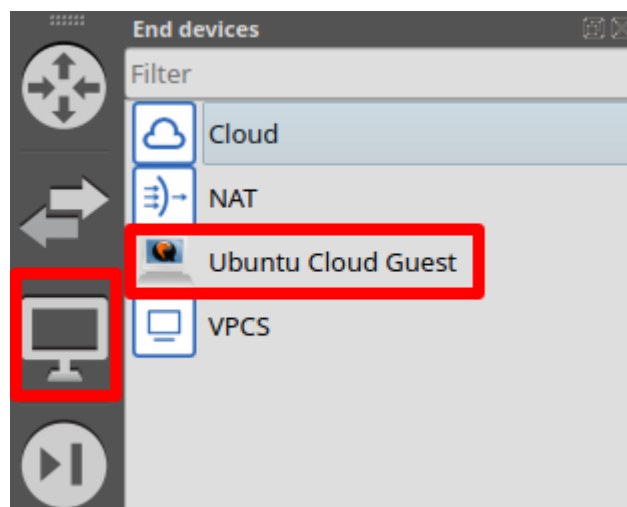 End devices
Filter
Cloud
NAT
Ubuntu Cloud Guest
VPCS